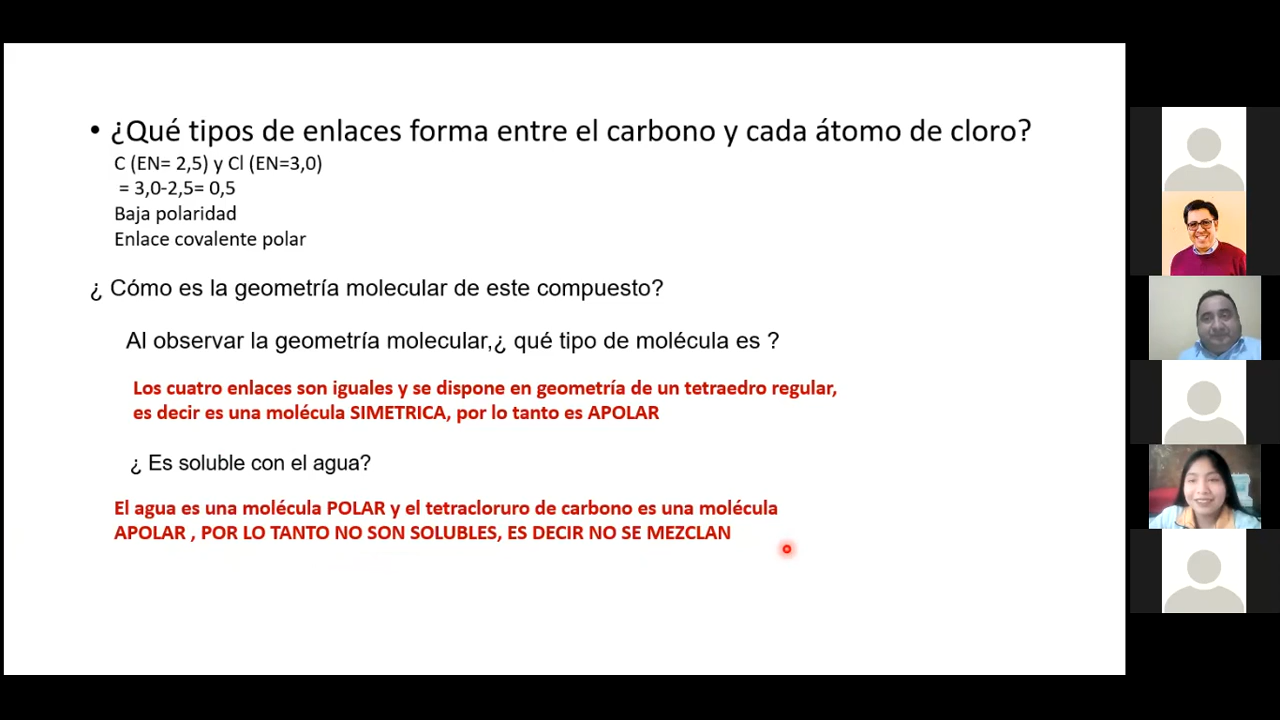 • ¿Qué tipos de enlaces forma entre el carbono y cada átomo de cloro?
C (EN= 2,5) y Cl (EN=3,0)
= 3,0-2,5= 0,5
Baja polaridad
Enlace covalente polar
¿ Cómo es la geometría molecular de este compuesto?
Al observar la geometría molecular,¿ qué tipo de molécula es ?
Los cuatro enlaces son iguales y se dispone en geometría de un tetraedro regular,
es decir es una molécula SIMETRICA, por lo tanto es APOLAR
¿ Es soluble con el agua?
El agua es una molécula POLAR y el tetracloruro de carbono es una molécula
APOLAR , POR LO TANTO NO SON SOLUBLES, ES DECIR NO SE MEZCLAN